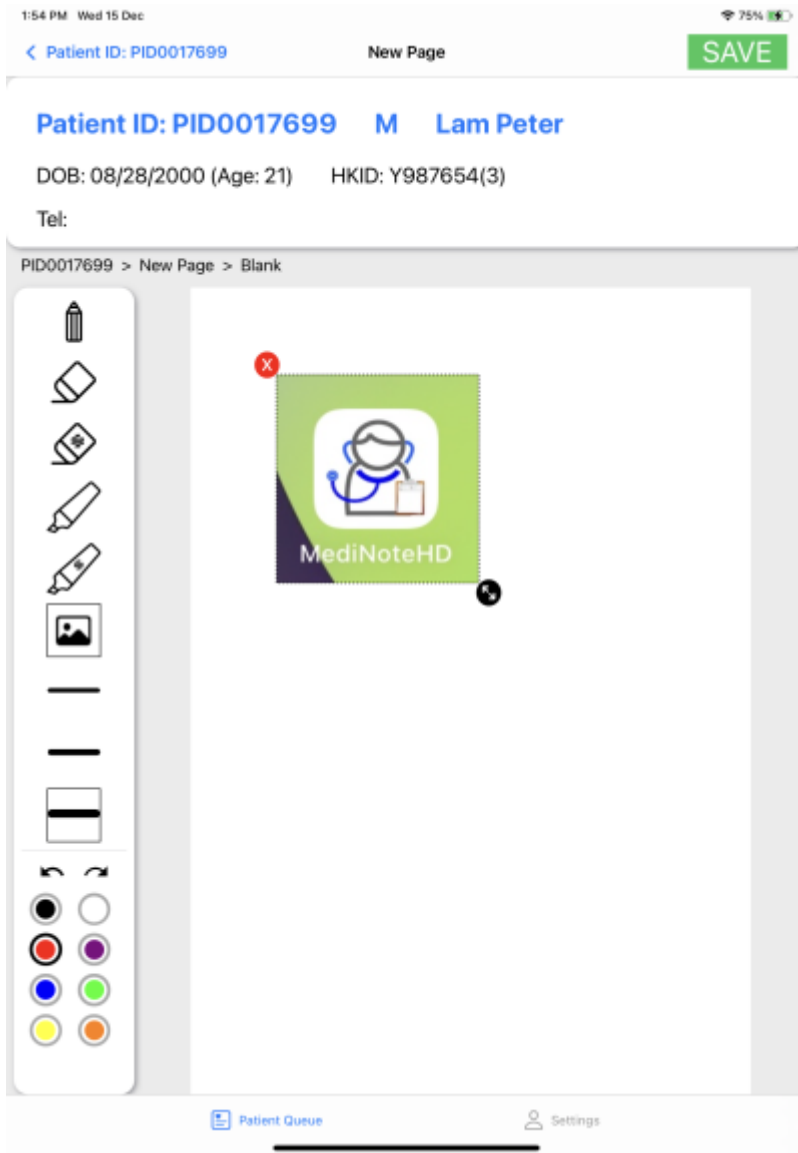 1:54 PM Wed 15 Dec 75%
Patient ID: PID0017699 New Page SAVE
Patient ID: PID0017699 M Lam Peter
DOB: 08/28/2000 (Age: 21) HKID: Y987654(3)
Tel:
PID0017699 > New Page > Blank
X
MediNoteHD
Patient Queue Settings